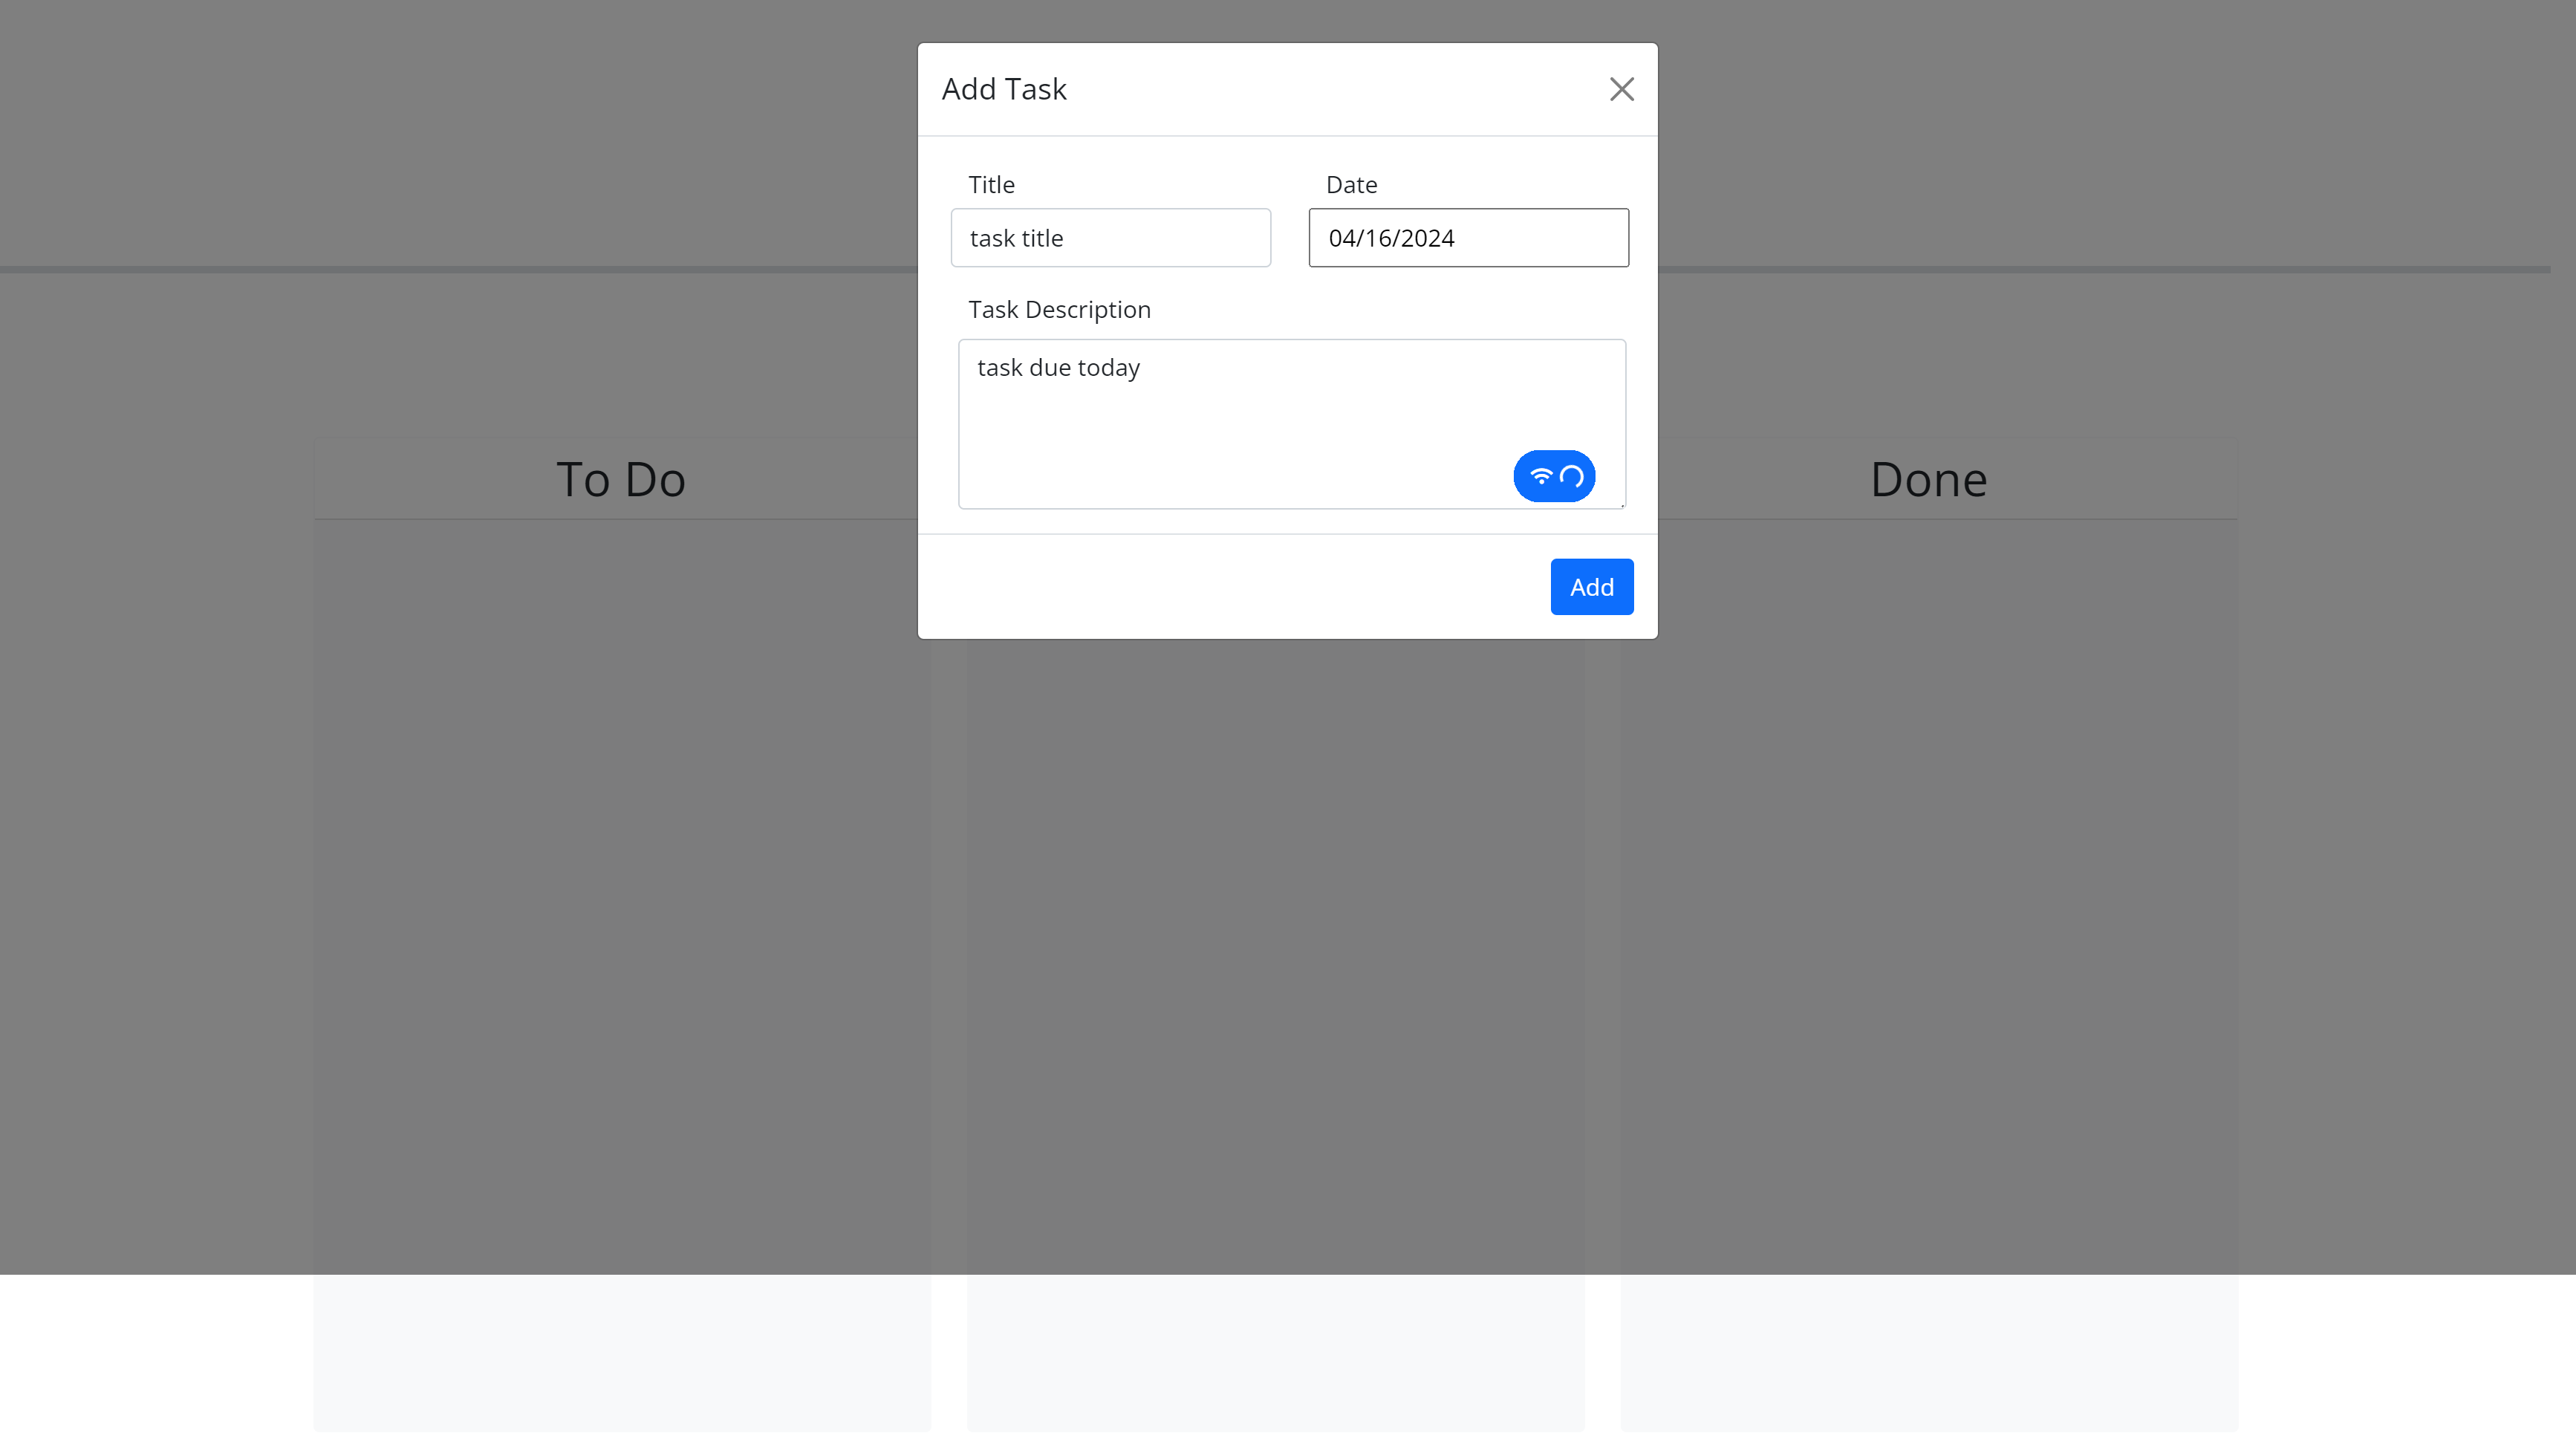 Add Task
Title
Date
task title
04/16/2024
Task Description
task due today
To Do
Done
Add